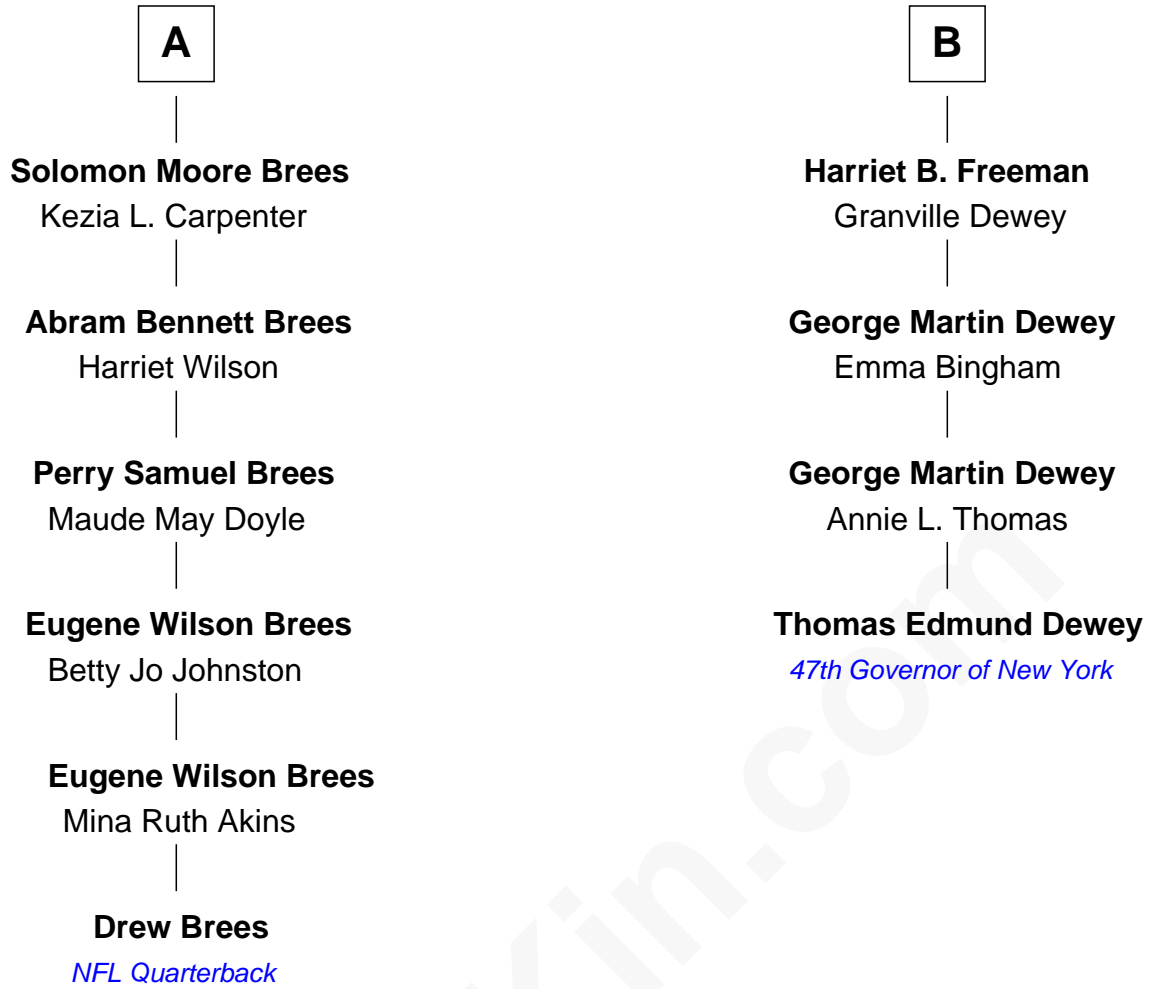 A
Solomon Moore Brees
Kezia L. Carpenter
Abram Bennett Brees
Harriet Wilson
Perry Samuel Brees
Maude May Doyle
Eugene Wilson Brees
Betty Jo Johnston
Eugene Wilson Brees
Mina Ruth Akins
Drew Brees
NFL Quarterback
B
Harriet B. Freeman
Granville Dewey
George Martin Dewey
Emma Bingham
George Martin Dewey
Annie L. Thomas
Thomas Edmund Dewey
47th Governor of New York
Kin.com